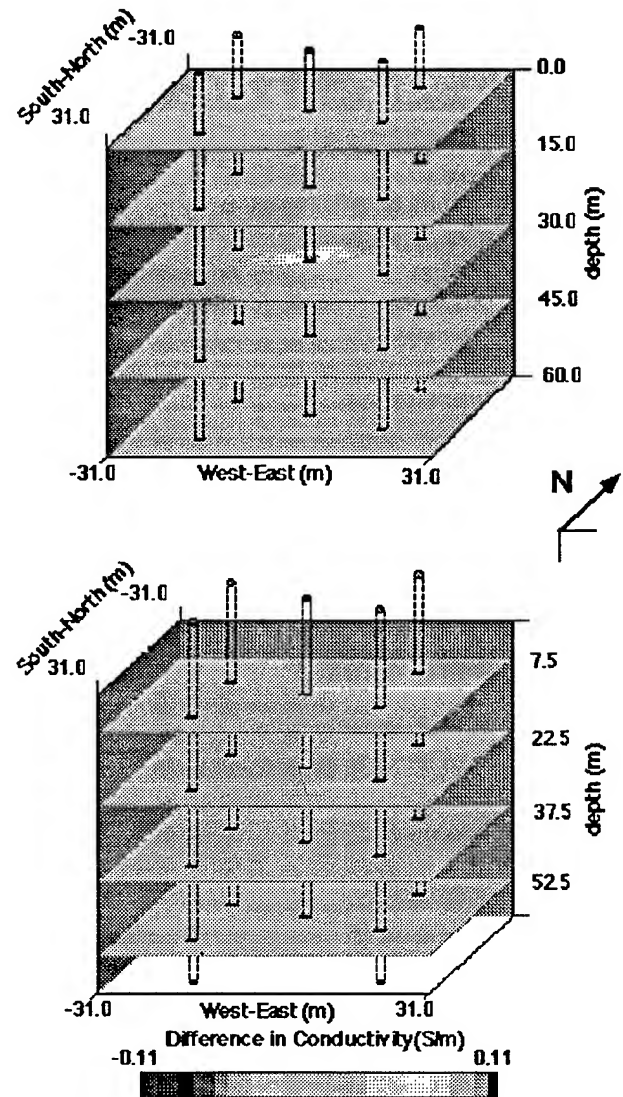 South-North (m)
-31.0
31.0
0.0
15.0
30.0
45.0
60.0
depth (m)
-31.0
West-East (m)
31.0
N
South-North (m)
-31.0
31.0
7.5
22.5
37.5
52.5
depth (m)
-31.0
West-East (m)
31.0
Difference in Conductivity(S/m)
-0.11
0.11